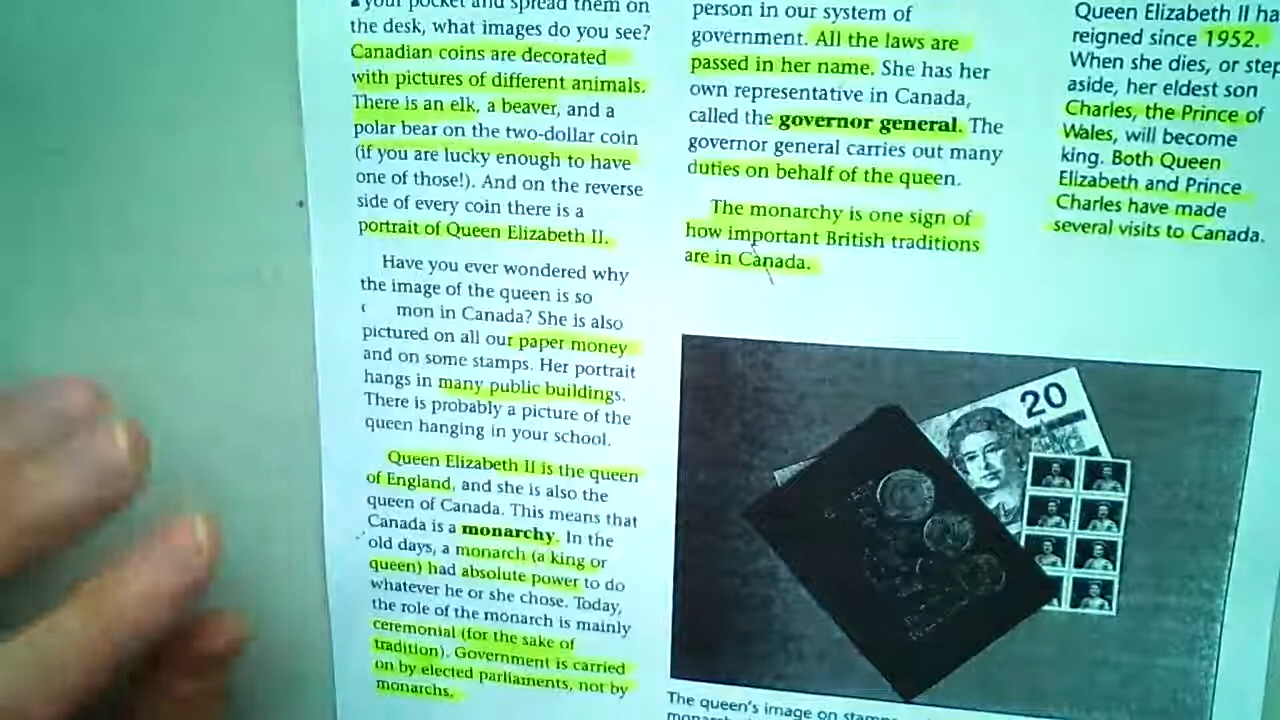 your pocket and spread them on
the desk, what images do you see?
Canadian coins are decorated
with pictures of different animals.
There is an elk, a beaver, and a
polar bear on the two-dollar coin
(if you are lucky enough to have
one of those!). And on the reverse
side of every coin there is a
portrait of Queen Elizabeth II.
Have you ever wondered why
the image of the queen is so
mon in Canada? She is also
pictured on all our paper money
and on some stamps. Her portrait
hangs in many public buildings.
There is probably a picture of the
queen hanging in your school.
Queen Elizabeth II is the queen
of England, and she is also the
queen of Canada. This means that
Canada is a monarchy. In the
old days, a monarch (a king or
queen) had absolute power to do
whatever he or she chose. Today,
the role of the monarch is mainly
ceremonial (for the sake of
tradition). Government is carried
on by elected parliaments, not by
monarchs.
person in our system of
government. All the laws are
passed in her name. She has her
own representative in Canada,
called the governor general. The
governor general carries out many
duties on behalf of the queen.
The monarchy is one sign of
how important British traditions
are in Canada.
Queen Elizabeth II ha
reigned since 1952.
When she dies, or step
aside, her eldest son
Charles, the Prince of
Wales, will become
king. Both Queen
Elizabeth and Prince
Charles have made
several visits to Canada.
20
The queen's image on stam